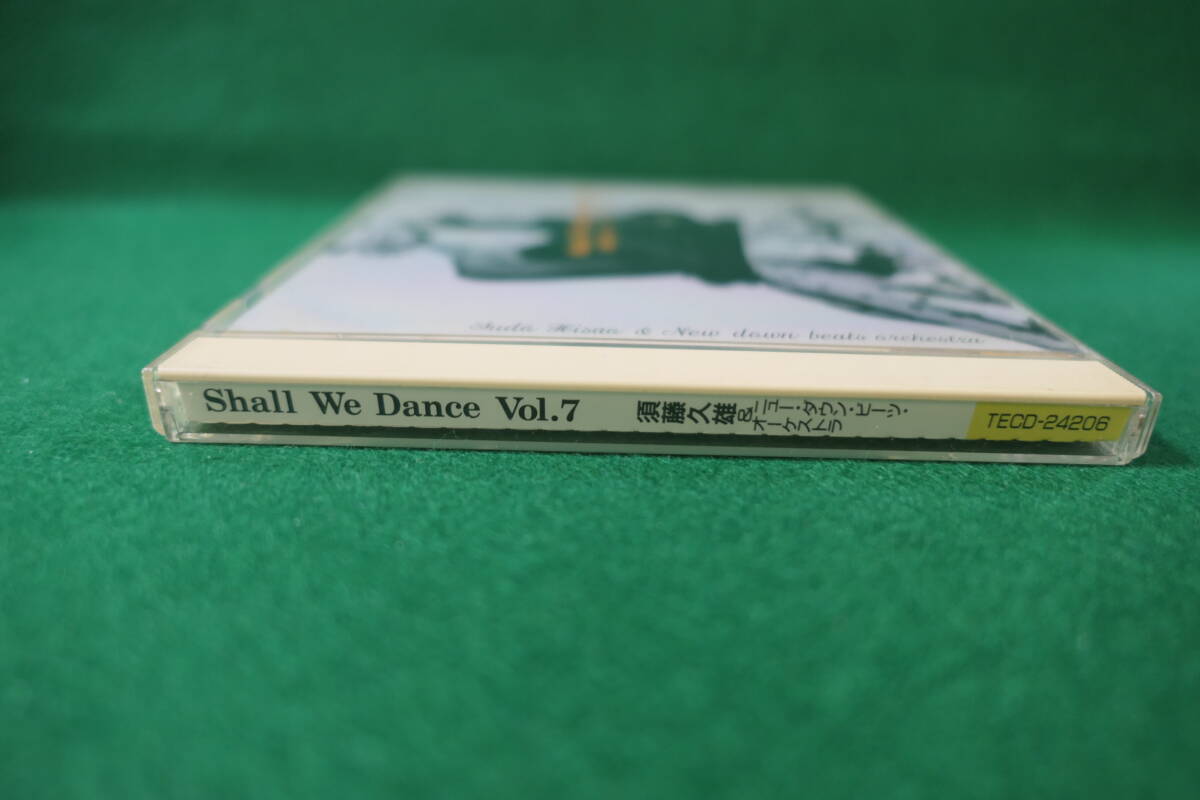 Sudo Hisao & New down beats orchestra
Shall We Dance Vol.7
須藤久雄&ニュー・ダウン・ビーツ・
オーケストラ
TECD-24206